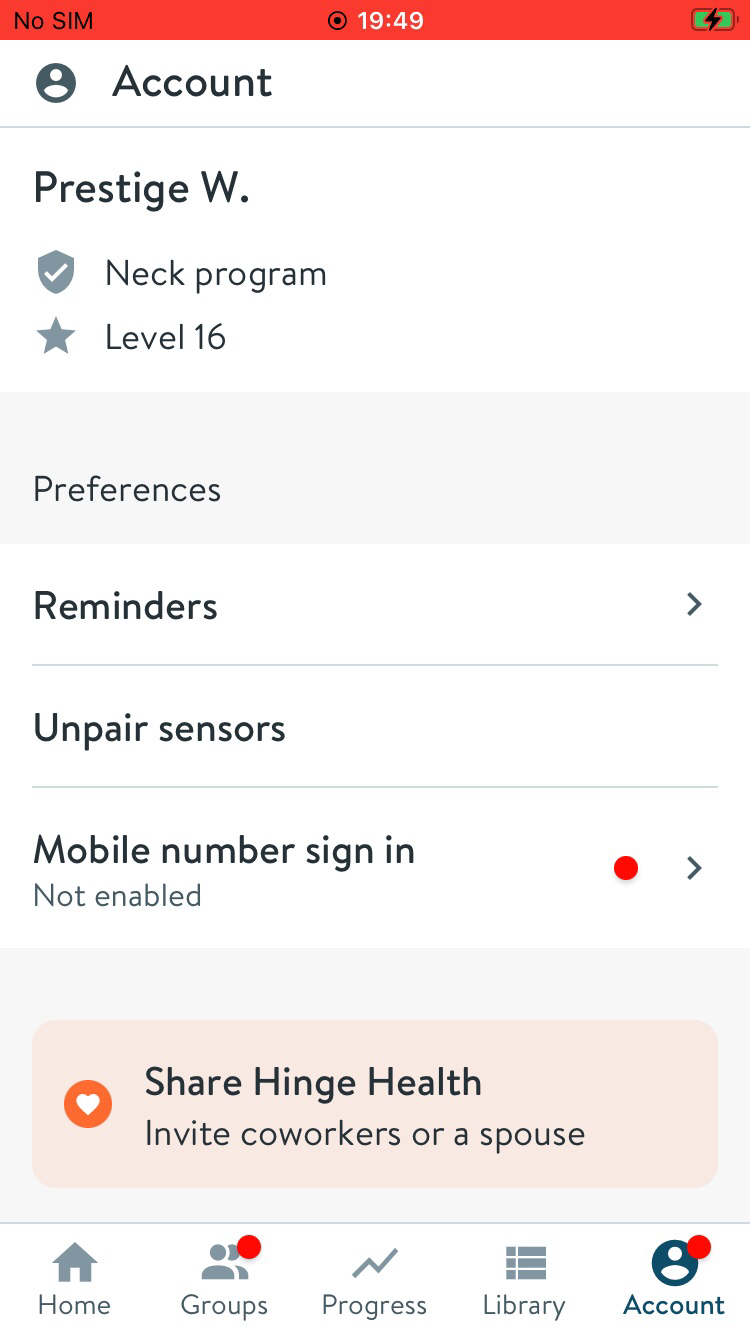 No SIM 19:49
Account
Prestige W.
Neck program
Level 16
Preferences
Reminders
Unpair sensors
Mobile number sign in
Not enabled
Share Hinge Health
Invite coworkers or a spouse
Home Groups Progress Library Account